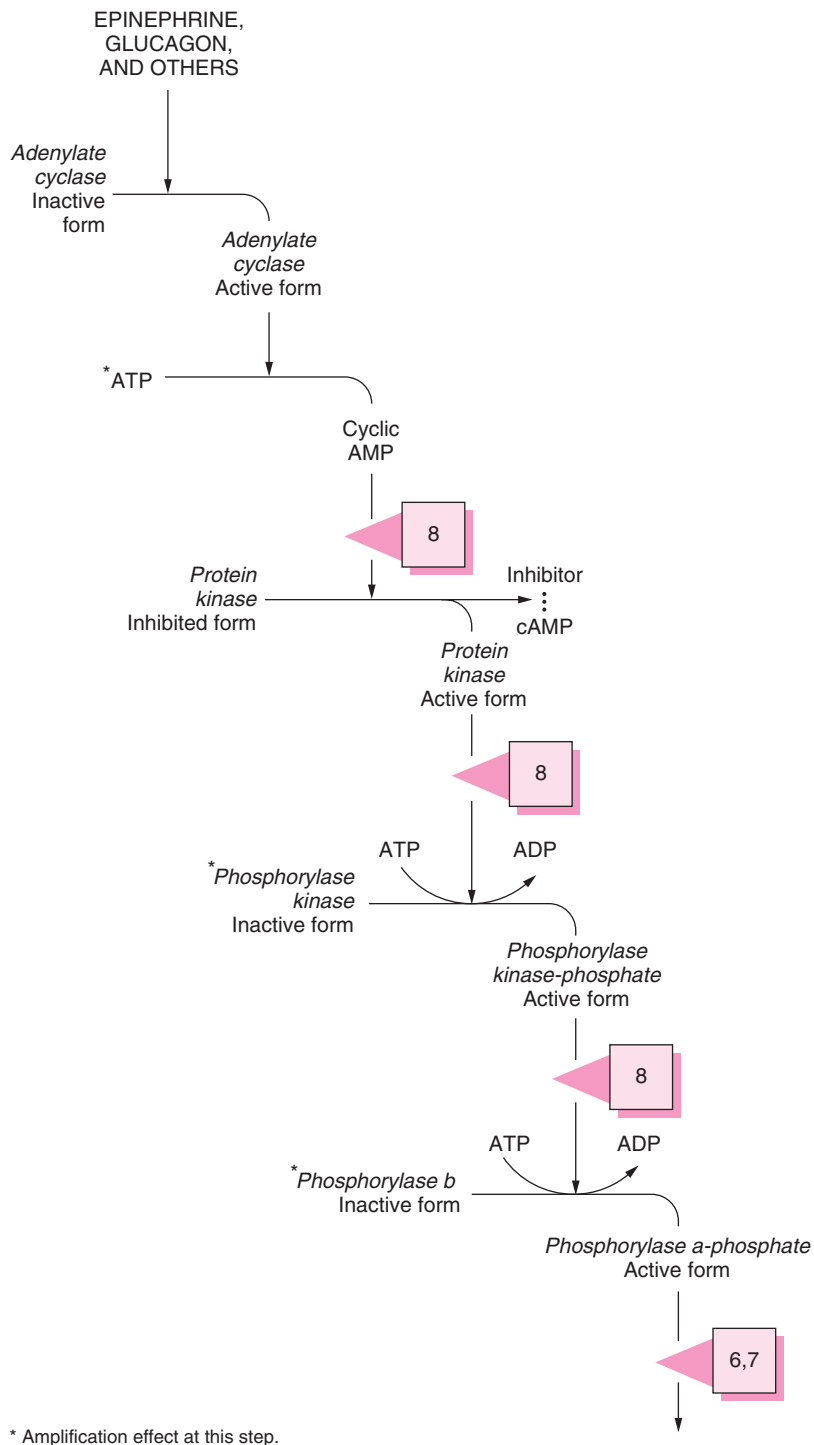 EPINEPHRINE,
GLUCAGON,
AND OTHERS
Adenylate
cyclase
Inactive
form
Adenylate
cyclase
Active form
*ATP
Cyclic
AMP
8
Protein
kinase
Inhibited form
Inhibitor
cAMP
Protein
kinase
Active form
8
ATP
ADP
*Phosphorylase
kinase
Inactive form
Phosphorylase
kinase-phosphate
Active form
8
ATP
ADP
*Phosphorylase b
Inactive form
Phosphorylase a-phosphate
Active form
6,7
* Amplification effect at this step.